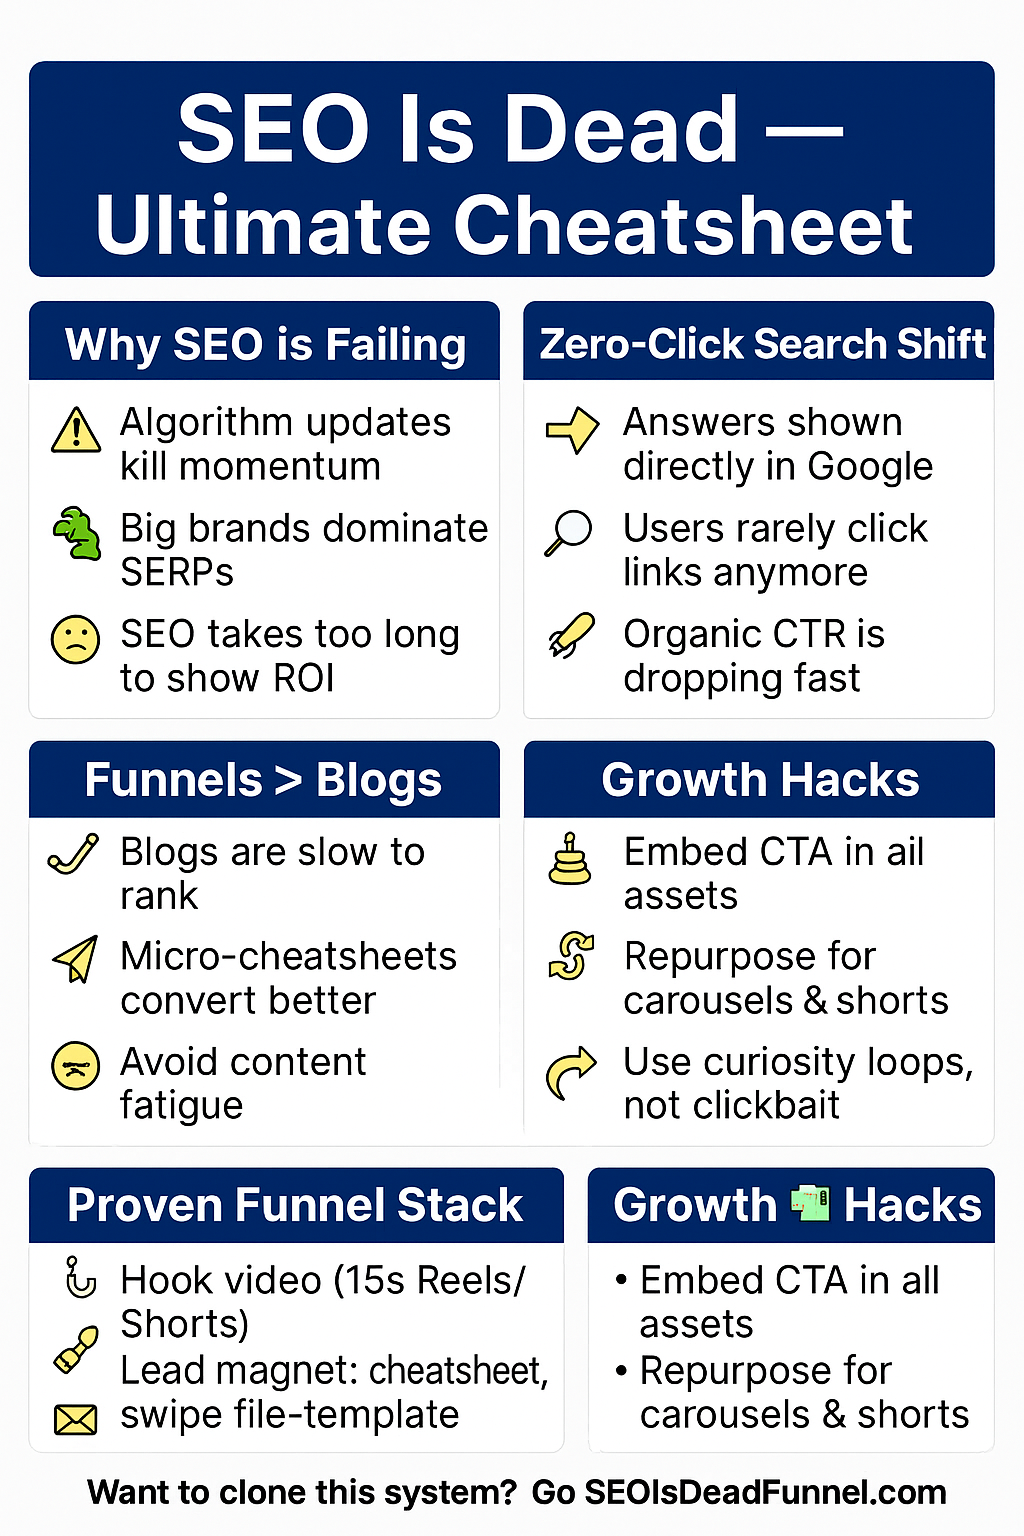 SEO Is Dead —
Ultimate Cheatsheet
Why SEO is Failing
Algorithm updates
kill momentum
Big brands dominate
SERPs
SEO takes too long
to show ROI
Zero-Click Search Shift
Answers shown
directly in Google
Users rarely click
links anymore
Organic CTR is
dropping fast
Funnels > Blogs
Blogs are slow to
rank
Micro-cheatsheets
convert better
Avoid content
fatigue
Growth Hacks
Embed CTA in ail
assets
Repurpose for
carousels & shorts
Use curiosity loops,
not clickbait
Proven Funnel Stack
Hook video (15s Reels/
Shorts)
Lead magnet: cheatsheet,
swipe file-template
Growth Hacks
• Embed CTA in all
assets
• Repurpose for
carousels & shorts
Want to clone this system? Go SEOIsDeadFunnel.com